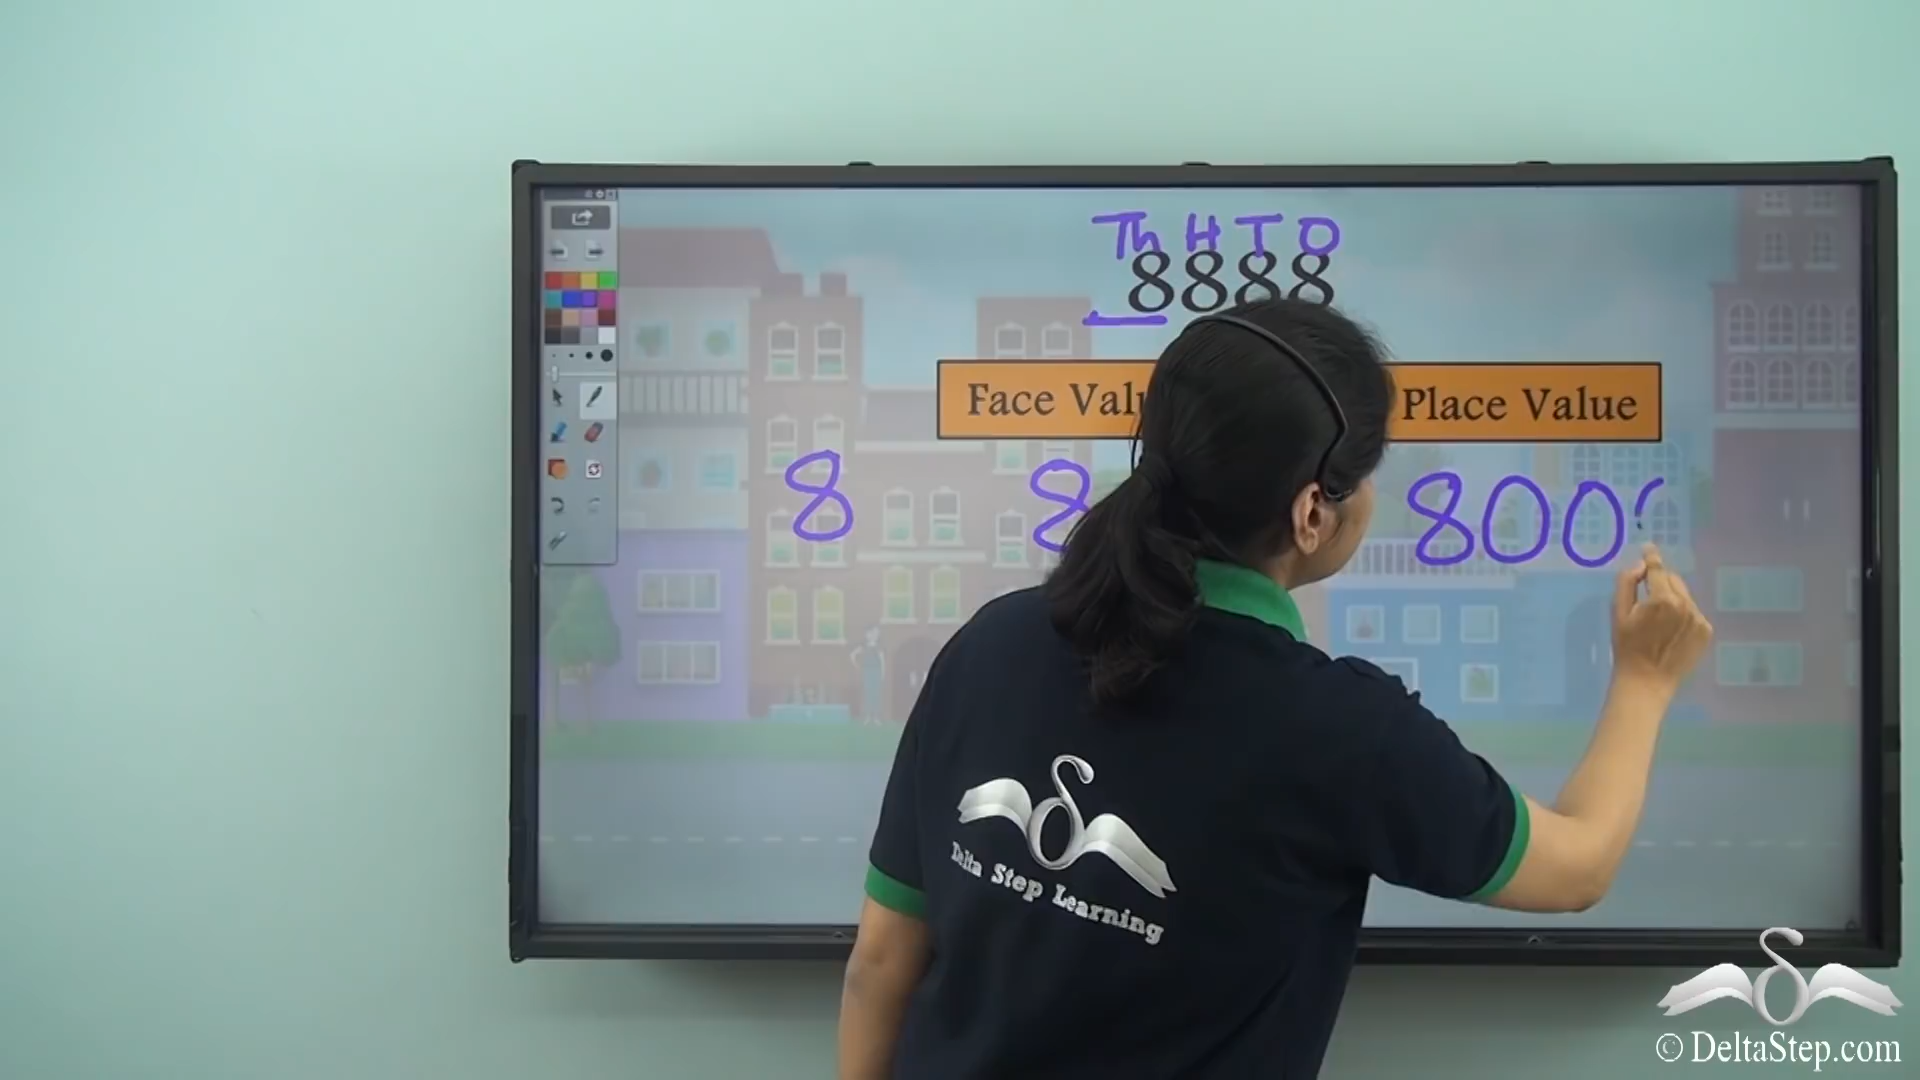 Th H T O
8888
Face Valu
Place Value
8 8 800
Delta Step Learning
© DeltaStep.com